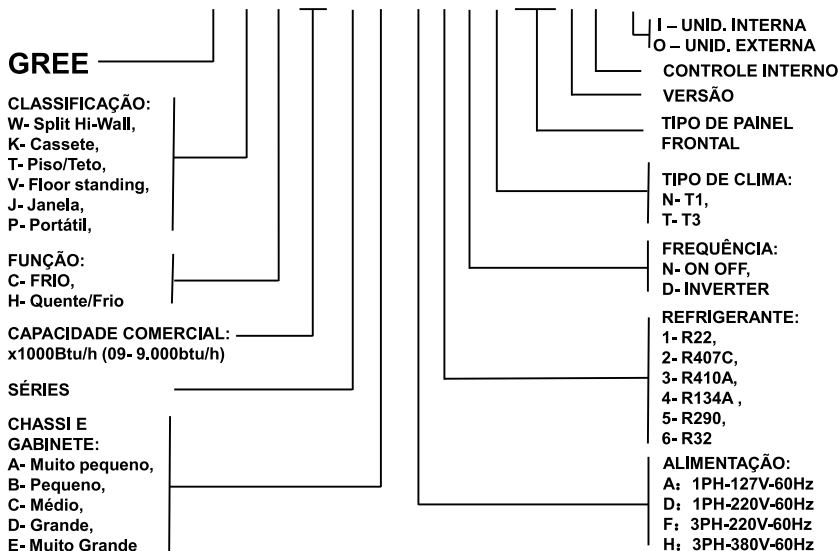 GREE
CLASSIFICAÇÃO:
W- Split Hi-Wall,
K- Cassete,
T- Piso/Teto,
V- Floor standing,
J- Janela,
P- Portátil,
FUNÇÃO:
C- FRIO,
H- Quente/Frio
CAPACIDADE COMERCIAL:
x1000Btu/h (09- 9.000btu/h)
SÉRIES
CHASSI E
GABINETE:
A- Muito pequeno,
B- Pequeno,
C- Médio,
D- Grande,
E- Muito Grande
I – UNID. INTERNA
O – UNID. EXTERNA
CONTROLE INTERNO
VERSÃO
TIPO DE PAINEL
FRONTAL
TIPO DE CLIMA:
N- T1,
T- T3
FREQUÊNCIA:
N- ON OFF,
D- INVERTER
REFRIGERANTE:
1- R22,
2- R407C,
3- R410A,
4- R134A ,
5- R290,
6- R32
ALIMENTAÇÃO:
A: 1PH-127V-60Hz
D: 1PH-220V-60Hz
F: 3PH-220V-60Hz
H: 3PH-380V-60Hz